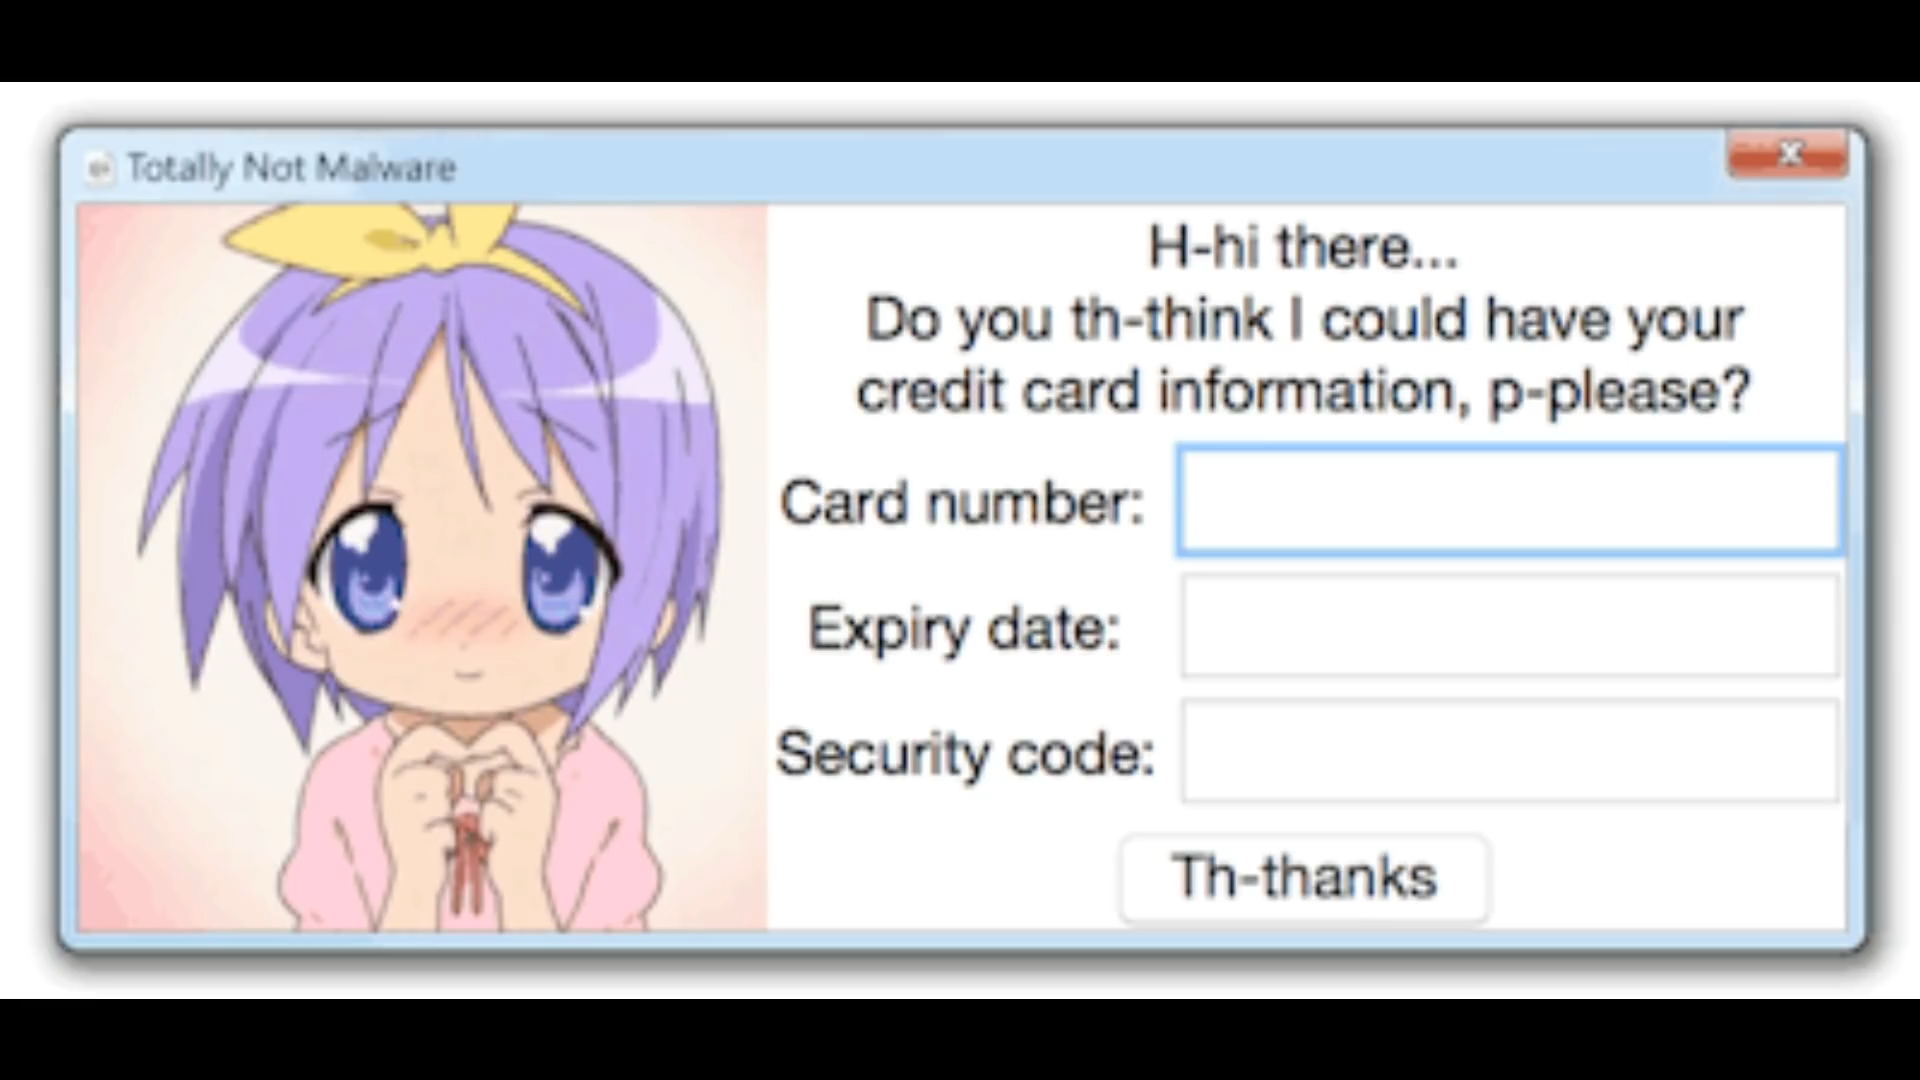 Totally Not Malware
H-hi there...
Do you th-think I could have your
credit card information, p-please?
Card number:
Expiry date:
Security code:
Th-thanks